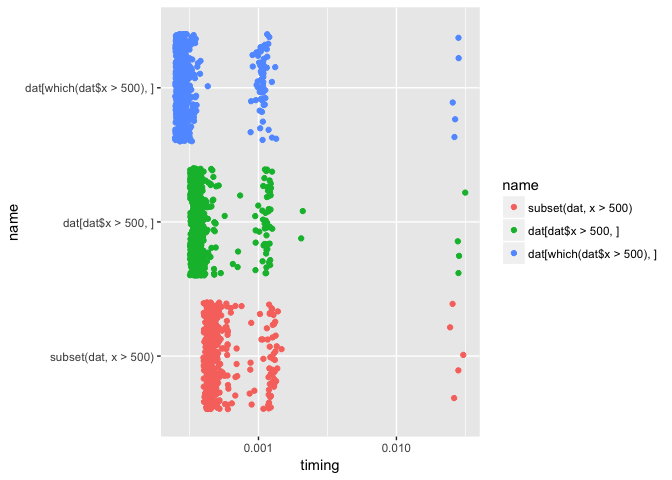 name
dat[which(dat$x > 500), ]
dat[dat$x > 500, ]
subset(dat, x > 500)
0.001
0.010
timing
name
subset(dat, x > 500)
dat[dat$x > 500, ]
dat[which(dat$x > 500), ]